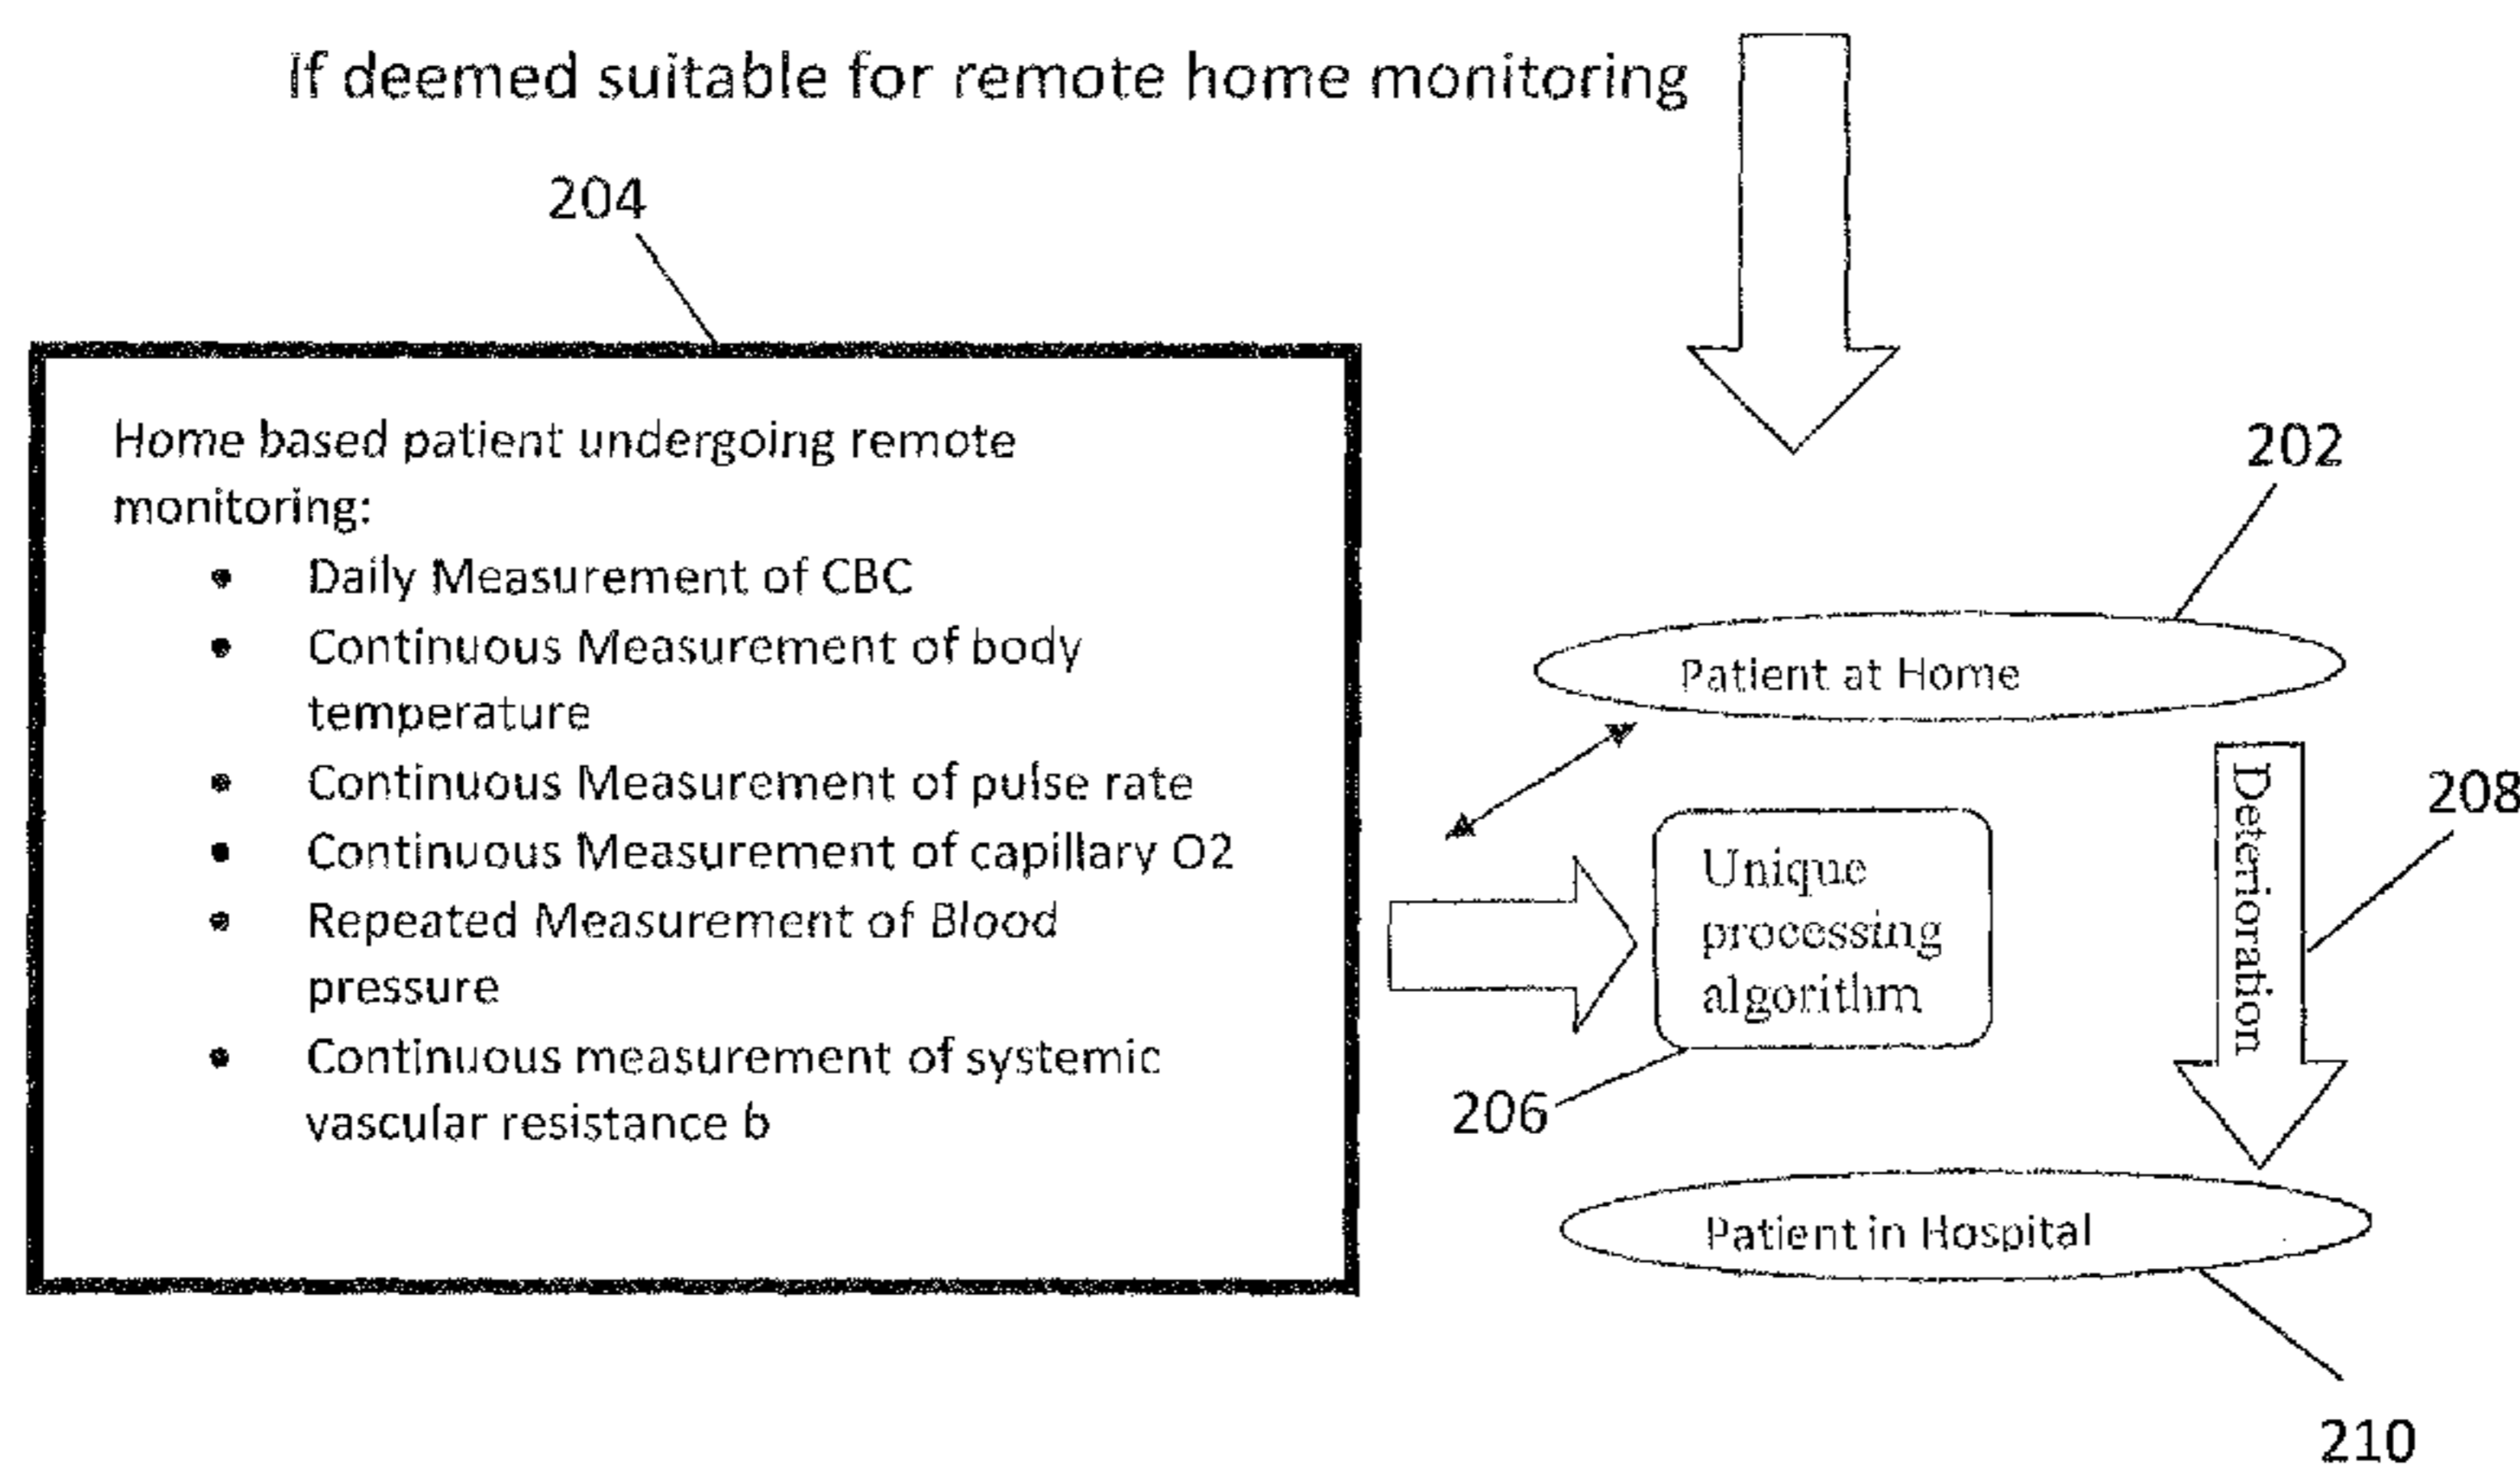 If deemed suitable for remote home monitoring
204
Home based patient undergoing remote
monitoring:
• Daily Measurement of CBC
• Continuous Measurement of body
temperature
• Continuous Measurement of pulse rate
• Continuous Measurement of capillary O2
• Repeated Measurement of Blood
pressure
• Continuous measurement of systemic
vascular resistance b
202
Patient at Home
Unique
processing
algorithm
206
Deterioration
208
Patient in Hospital
210